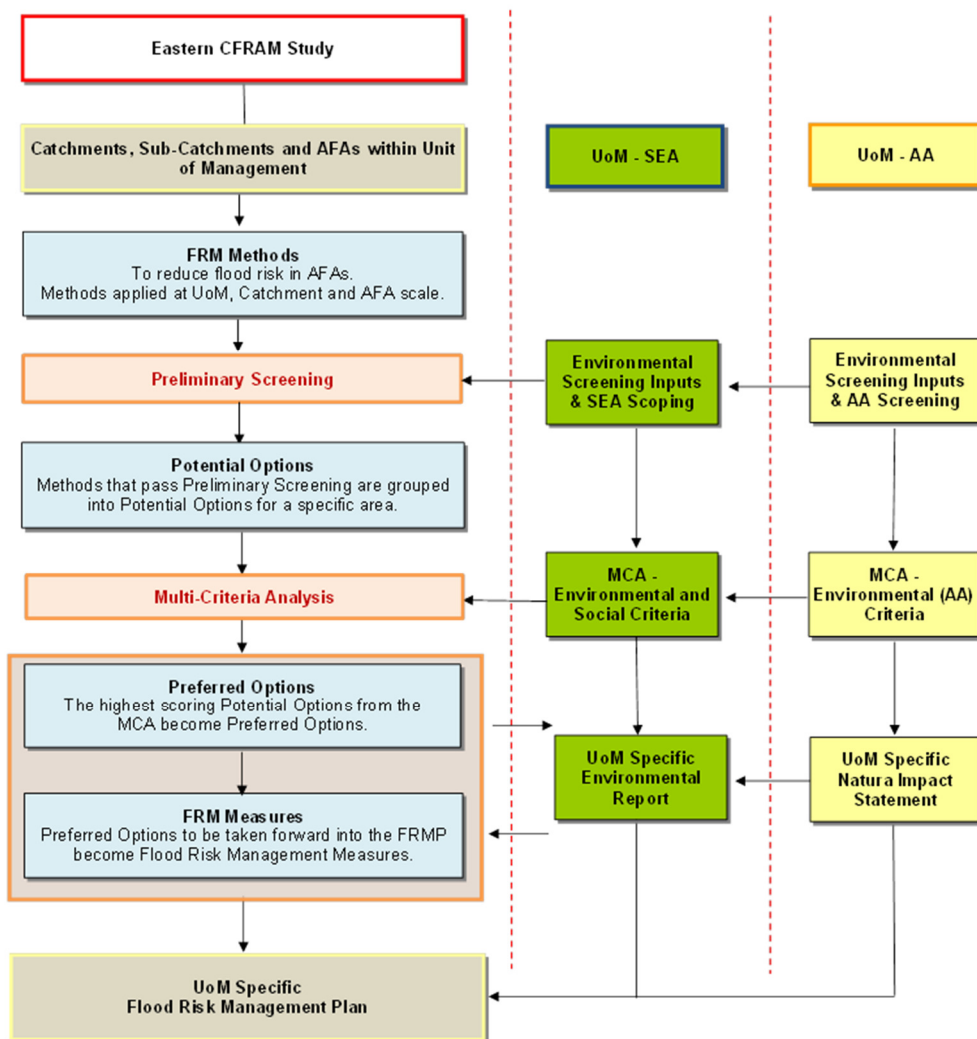 Eastern CFRAM Study
Catchments, Sub-Catchments and AFAs within Unit
of Management
FRM Methods
To reduce flood risk in AFAs.
Methods applied at UoM, Catchment and AFA scale.
Preliminary Screening
Potential Options
Methods that pass Preliminary Screening are grouped
into Potential Options for a specific area.
Multi-Criteria Analysis
Preferred Options
The highest scoring Potential Options from the
MCA become Preferred Options.
FRM Measures
Preferred Options to be taken forward into the FRMP
become Flood Risk Management Measures.
UoM Specific
Flood Risk Management Plan
UoM - SEA
Environmental
Screening Inputs
& SEA Scoping
MCA -
Environmental and
Social Criteria
UoM Specific
Environmental
Report
UoM - AA
Environmental
Screening Inputs
& AA Screening
MCA -
Environmental (AA)
Criteria
UoM Specific
Natura Impact
Statement